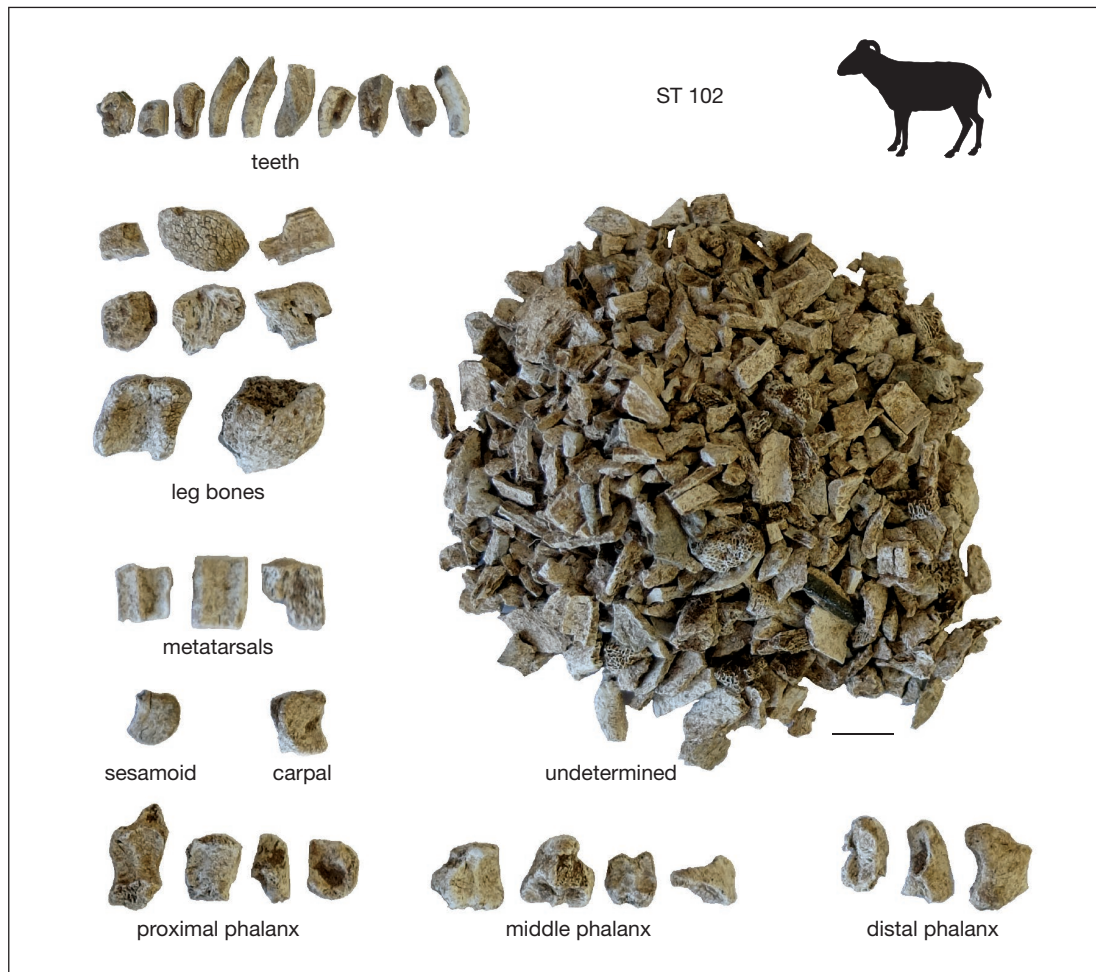 ST 102
teeth
leg bones
metatarsals
sesamoid
carpal
undetermined
proximal phalanx
middle phalanx
distal phalanx